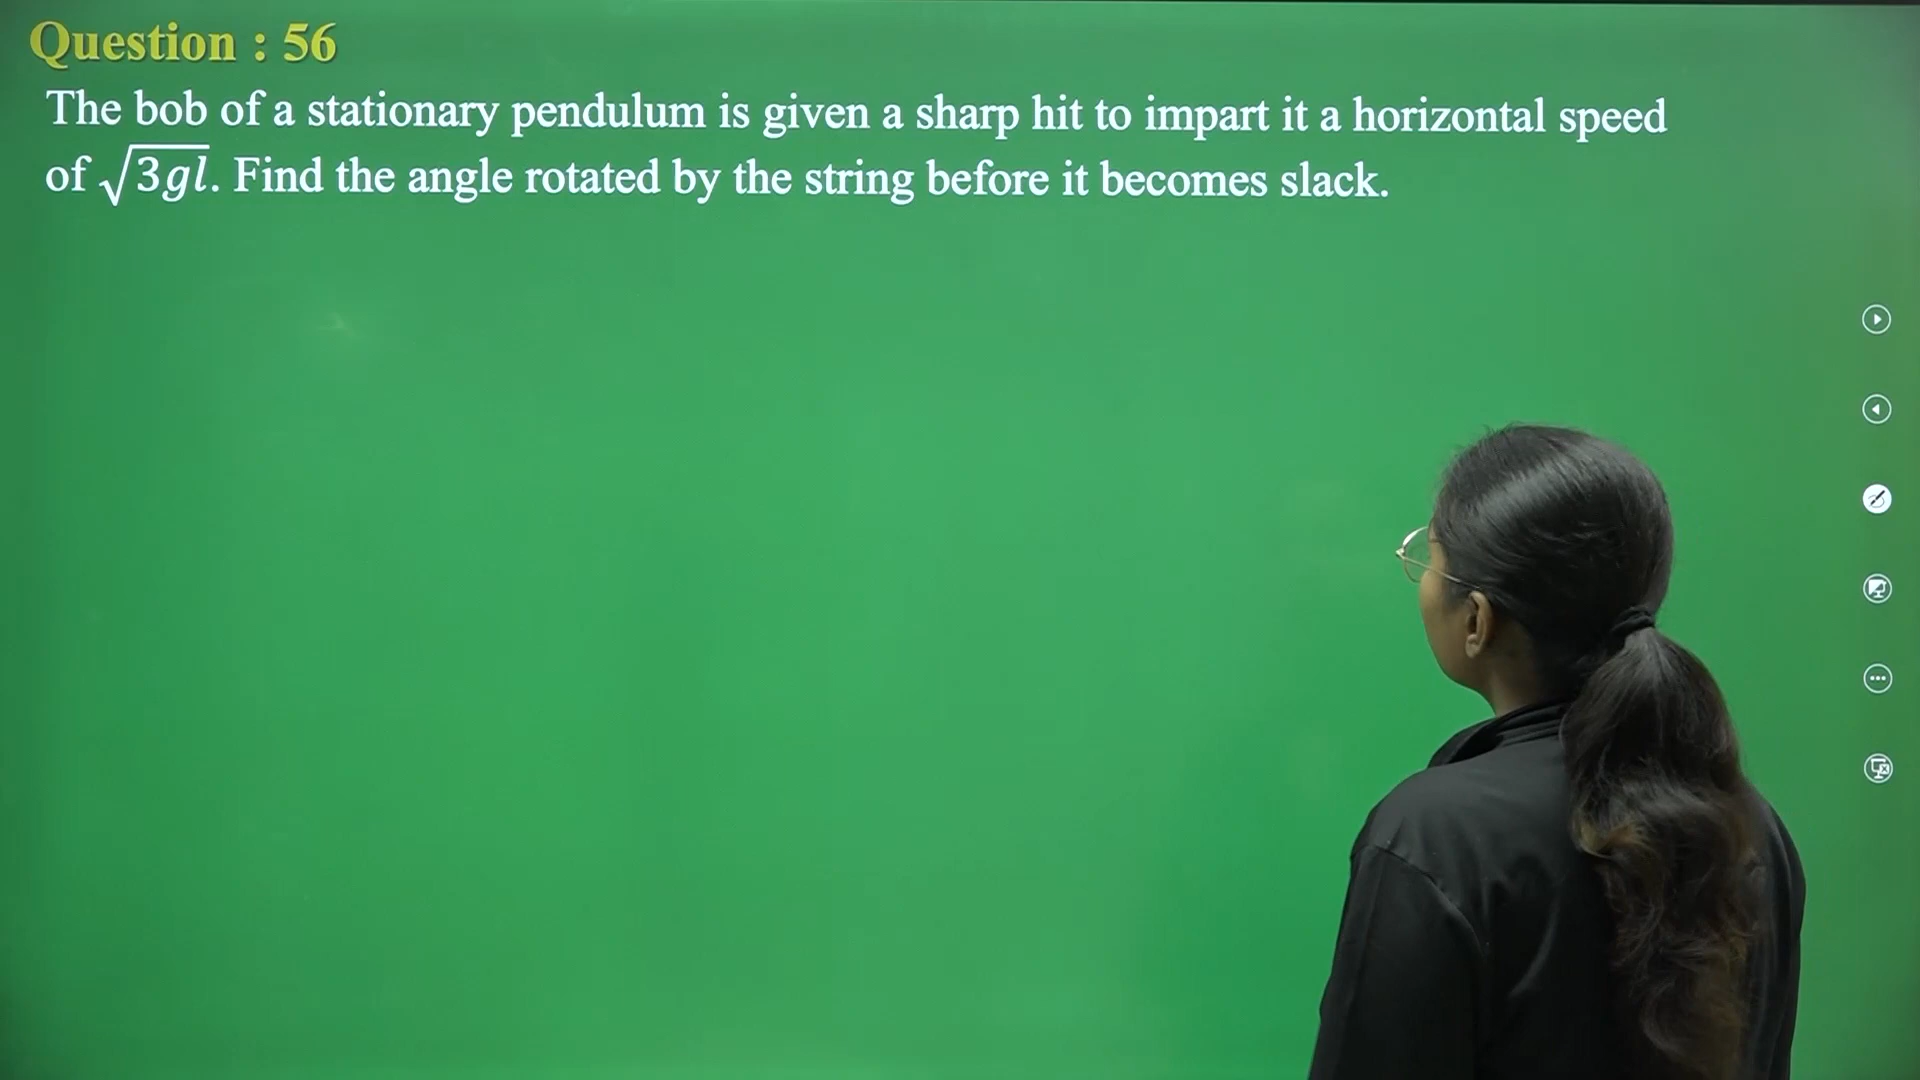 Question : 56
The bob of a stationary pendulum is given a sharp hit to impart it a horizontal speed
of √3gl. Find the angle rotated by the string before it becomes slack.